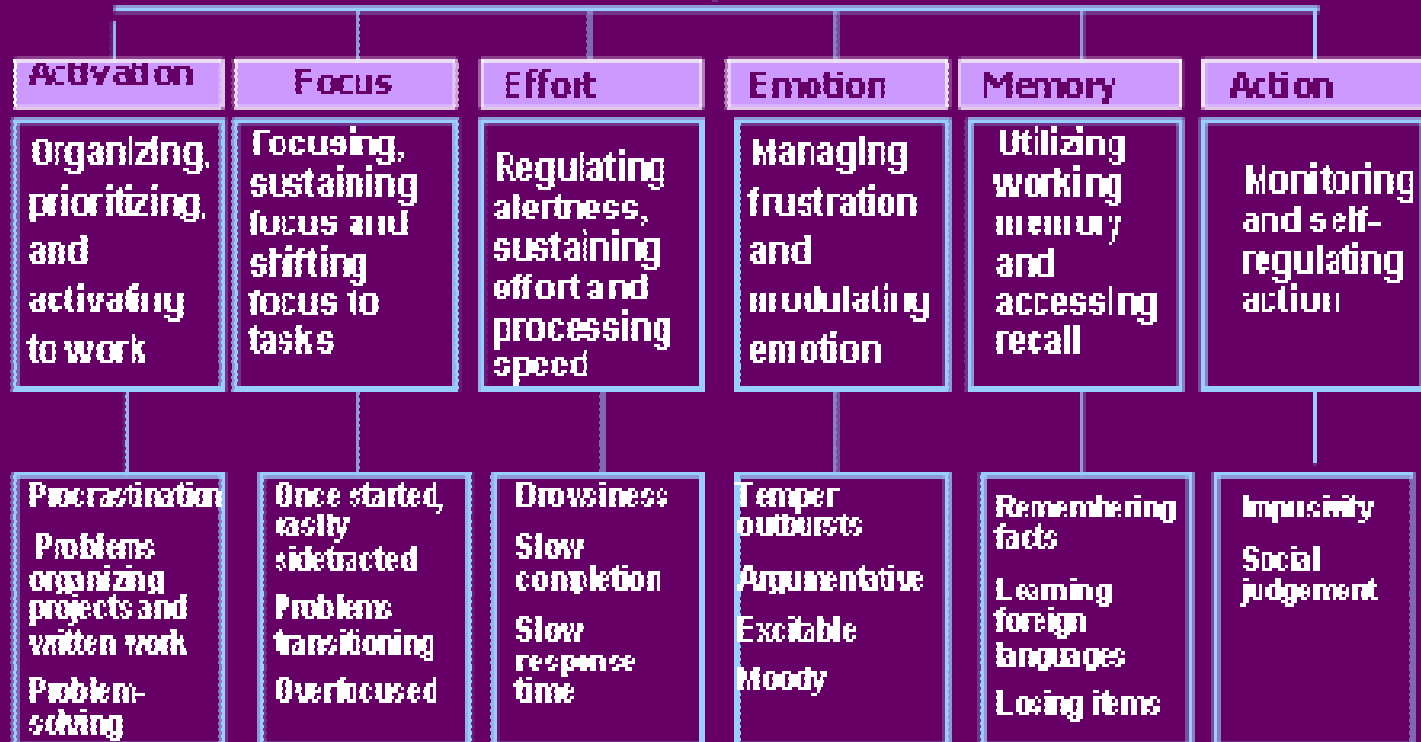 Activation
Focus
Effort
Emotion
Memory
Action
Organizing,
prioritizing,
and
activating
to work
Focusing,
sustaining
focus and
shifting
focus to
tasks
Regulating
alertness,
sustaining
effort and
processing
speed
Managing
frustration
and
modulating
emotion
Utilizing
working
memory
and
accessing
recall
Monitoring
and self-
regulating
action
Procrastination
Problems
organizing
projects and
written work
Problem-
solving
Once started,
easily
sidetracked
Problems
transitioning
Overfocused
Drowsiness
Slow
completion
Slow
response
time
Temper
outbursts
Argumentative
Excitable
Moody
Remembering
facts
Learning
foreign
languages
Losing items
Impusivity
Social
judgement